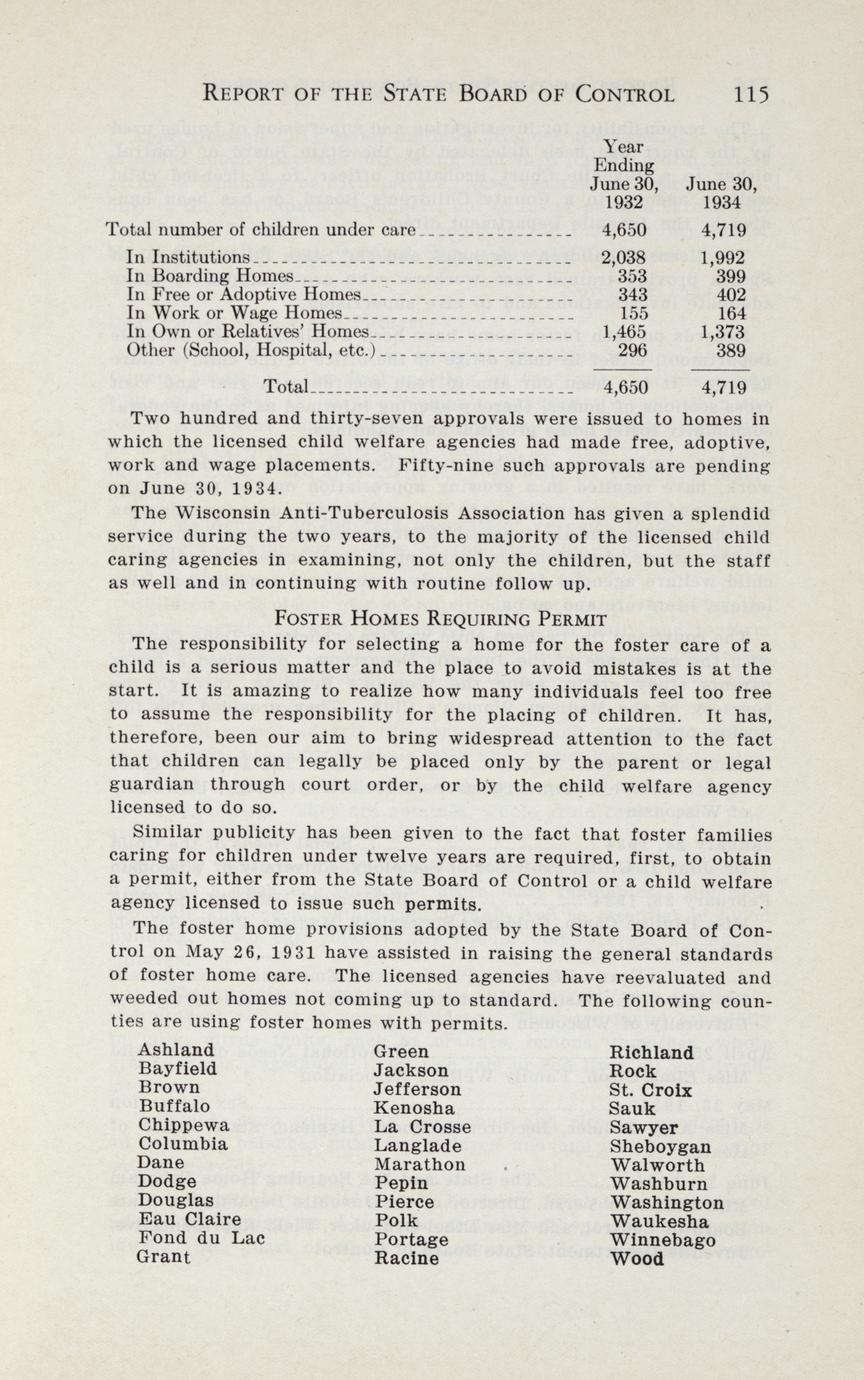 REPORT OF THE STATE BOARD OF CONTROL 115
Year
Ending
June 30, June 30,
1932 1934
Total number of children under care 4,650 4,719
In Institutions 2,038 1,992
In Boarding Homes 353 399
In Free or Adoptive Homes 343 402
In Work or Wage Homes 155 164
In Own or Relatives' Homes 1,465 1,373
Other (School, Hospital, etc.) 296 389
Total 4,650 4,719
Two hundred and thirty-seven approvals were issued to homes in
which the licensed child welfare agencies had made free, adoptive,
work and wage placements. Fifty-nine such approvals are pending
on June 30, 1934.
The Wisconsin Anti-Tuberculosis Association has given a splendid
service during the two years, to the majority of the licensed child
caring agencies in examining, not only the children, but the staff
as well and in continuing with routine follow up.
FOSTER HOMES REQUIRING PERMIT
The responsibility for selecting a home for the foster care of a
child is a serious matter and the place to avoid mistakes is at the
start. It is amazing to realize how many individuals feel too free
to assume the responsibility for the placing of children. It has,
therefore, been our aim to bring widespread attention to the fact
that children can legally be placed only by the parent or legal
guardian through court order, or by the child welfare agency
licensed to do so.
Similar publicity has been given to the fact that foster families
caring for children under twelve years are required, first, to obtain
a permit, either from the State Board of Control or a child welfare
agency licensed to issue such permits.
The foster home provisions adopted by the State Board of Con-
trol on May 26, 1931 have assisted in raising the general standards
of foster home care. The licensed agencies have reevaluated and
weeded out homes not coming up to standard. The following coun-
ties are using foster homes with permits.
Ashland Green Richland
Bayfield Jackson Rock
Brown Jefferson St. Croix
Buffalo Kenosha Sauk
Chippewa La Crosse Sawyer
Columbia Langlade Sheboygan
Dane Marathon Walworth
Dodge Pepin Washburn
Douglas Pierce Washington
Eau Claire Polk Waukesha
Fond du Lac Portage Winnebago
Grant Racine Wood